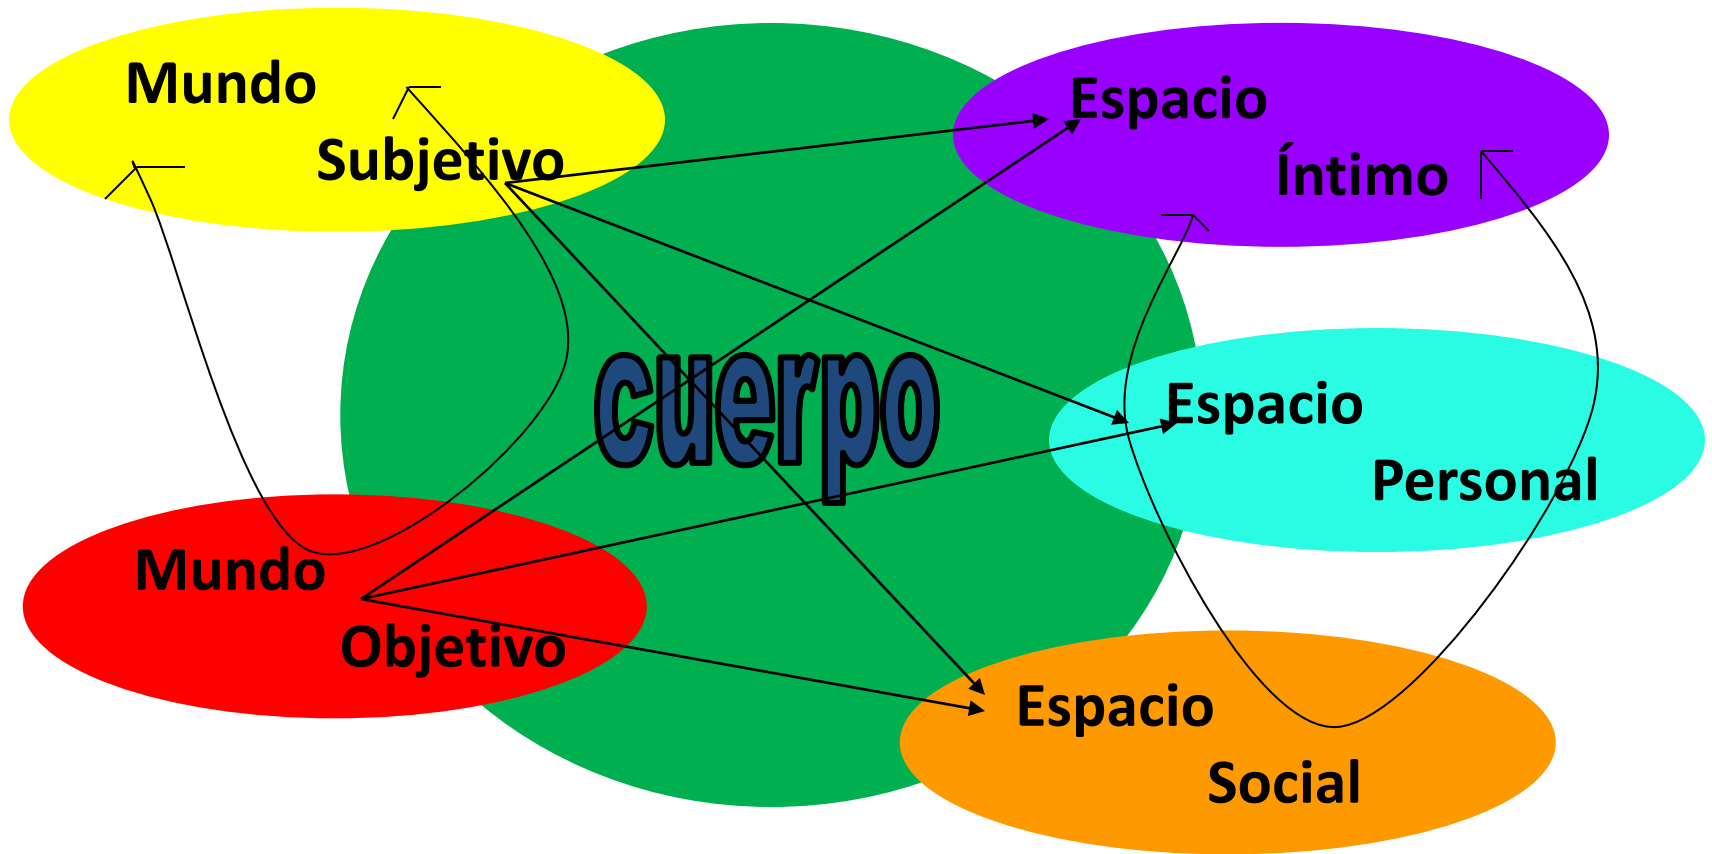 Mundo
Subjetivo
Espacio
Íntimo
cuerpo
Espacio
Personal
Mundo
Objetivo
Espacio
Social